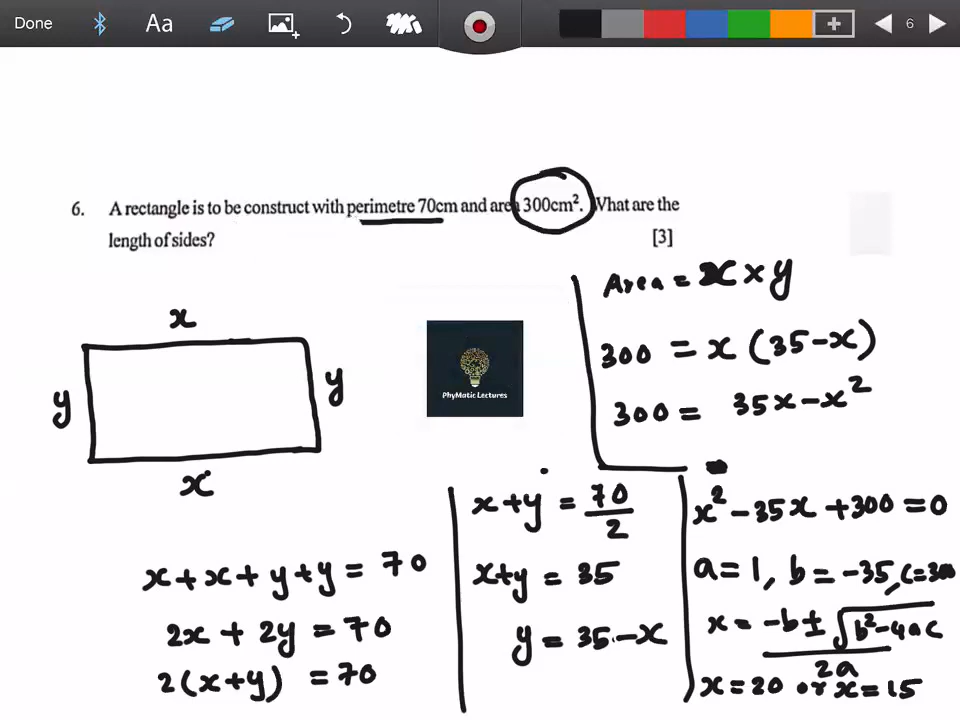 Done Aa 6
6. A rectangle is to be construct with perimetre 70cm and area 300cm². What are the
length of sides? [3]
x
y
y
x
PhyMatic Lectures
x + x + y + y = 70
2x + 2y = 70
2(x+y) = 70
x+y = 70/2
x+y = 35
y = 35-x
Area = x × y
300 = x (35-x)
300 = 35x-x²
x² -35x +300 = 0
a = 1, b = -35, c=300
x = -b ± √b²-4ac / 2a
x = 20 or x = 15